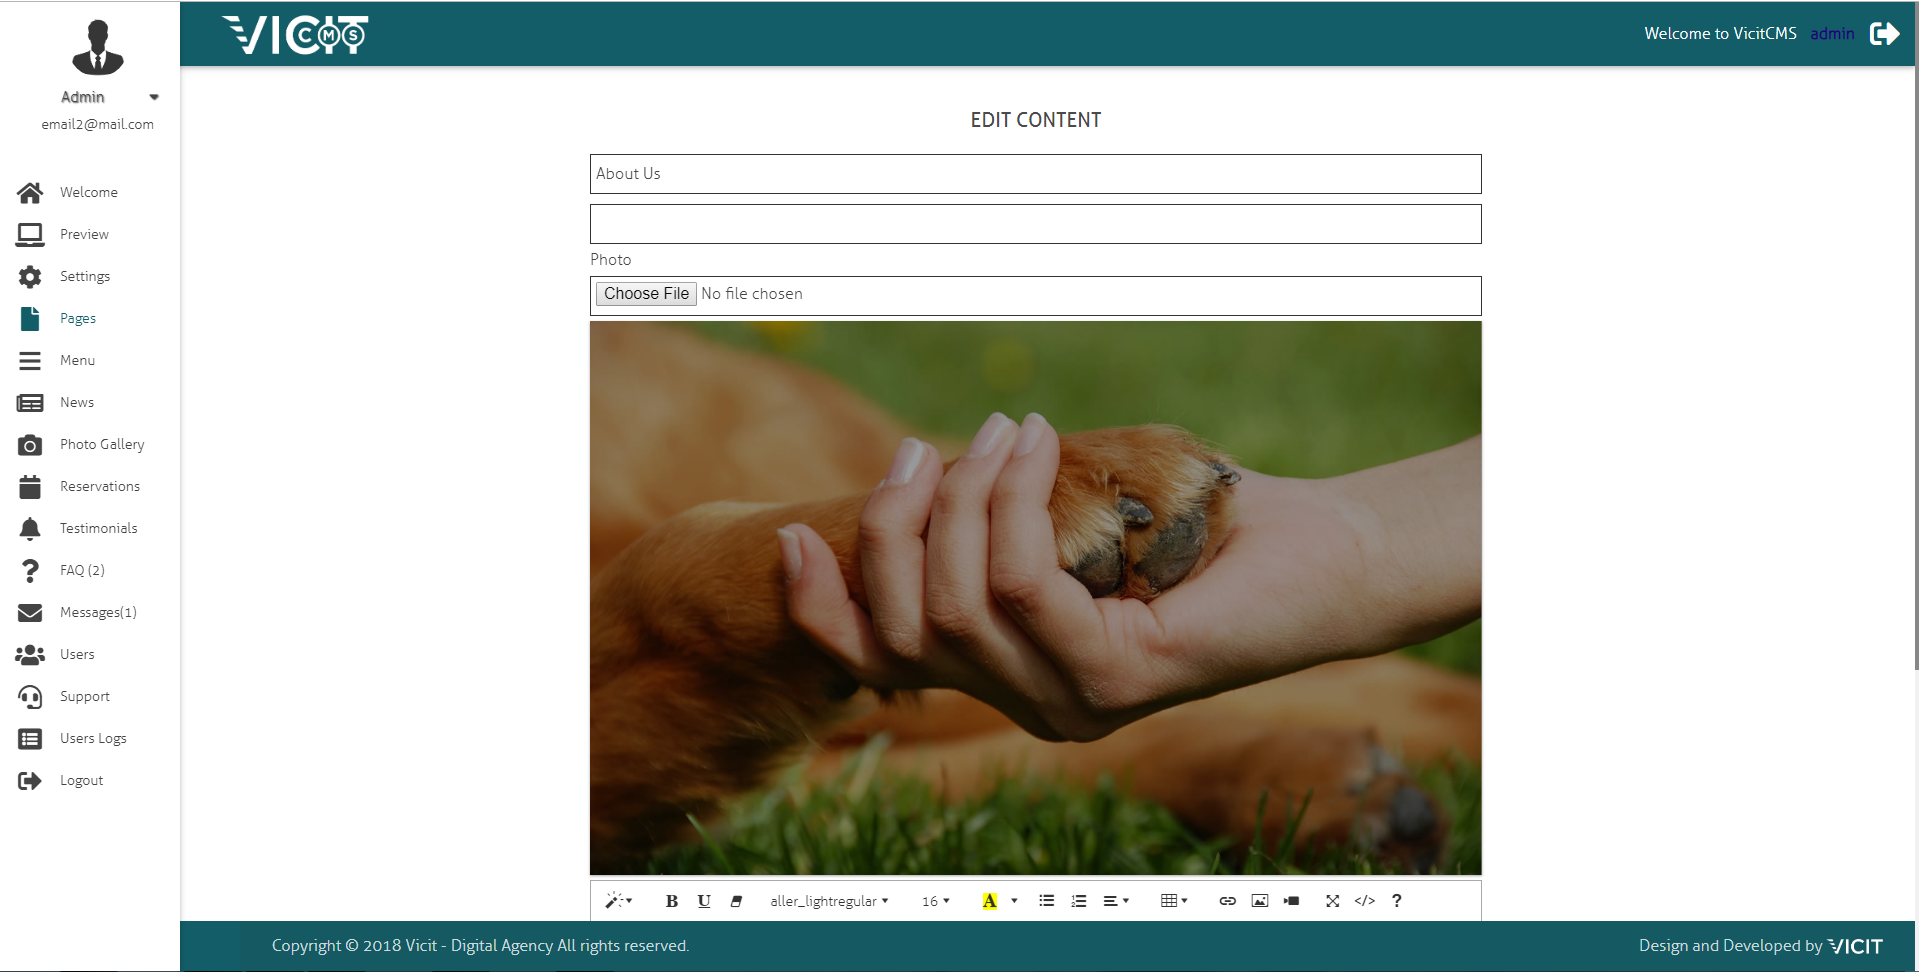 VICIT CMS
Welcome to VicitCMS admin
Admin
email2@mail.com
Welcome
Preview
Settings
Pages
Menu
News
Photo Gallery
Reservations
Testimonials
FAQ (2)
Messages(1)
Users
Support
Users Logs
Logout
EDIT CONTENT
About Us
Photo
Choose File No file chosen
B U aller_lightregular 16 A </> ?
Copyright © 2018 Vicit - Digital Agency All rights reserved.
Design and Developed by VICIT